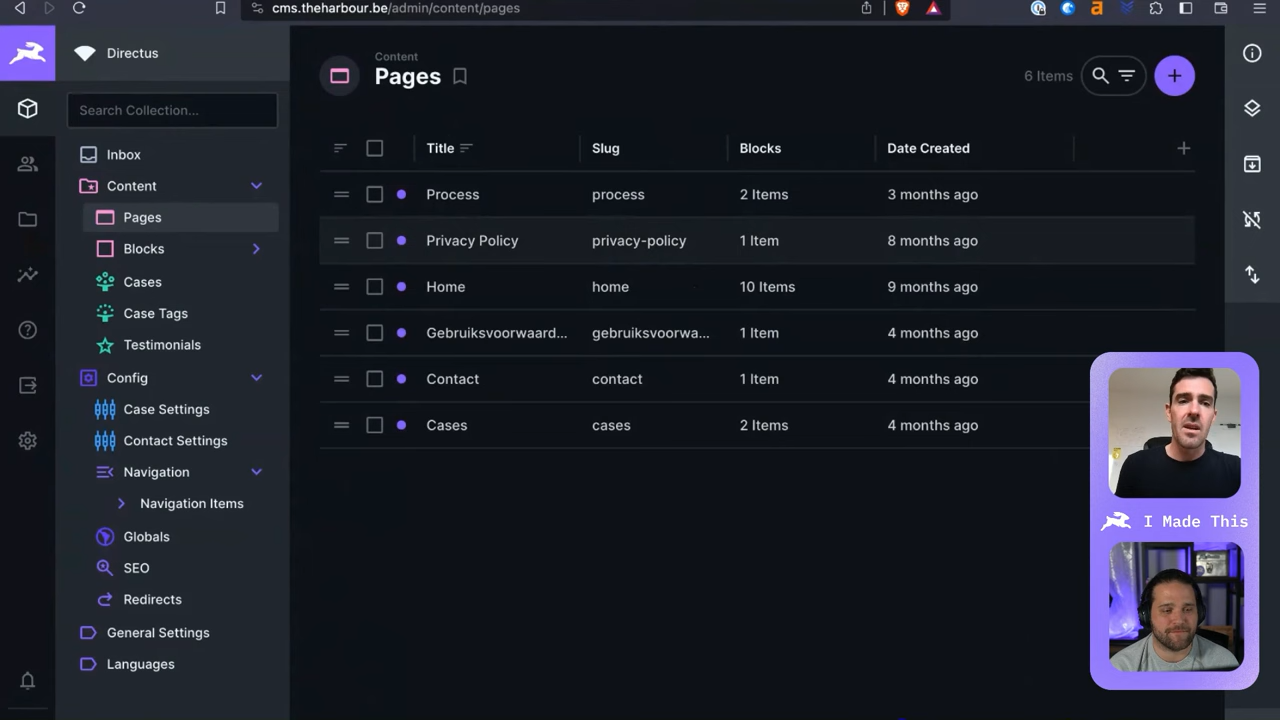 cms.theharbour.be/admin/content/pages
Directus
Search Collection...
Inbox
Content
Pages
Blocks
Cases
Case Tags
Testimonials
Config
Case Settings
Contact Settings
Navigation
Navigation Items
Globals
SEO
Redirects
General Settings
Languages
Content
Pages
6 Items
Title Slug Blocks Date Created
Process process 2 Items 3 months ago
Privacy Policy privacy-policy 1 Item 8 months ago
Home home 10 Items 9 months ago
Gebruiksvoorwaard... gebruiksvoorwa... 1 Item 4 months ago
Contact contact 1 Item 4 months ago
Cases cases 2 Items 4 months ago
I Made This